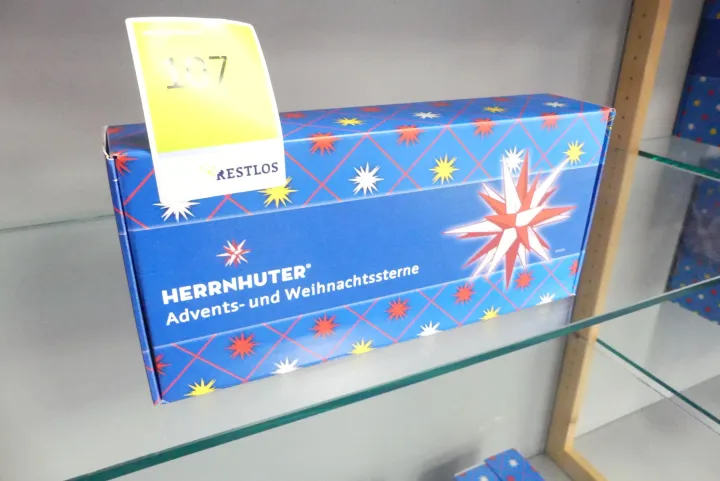 187
RESTLOS
HERRNHUTER®
Advents- und Weihnachtssterne